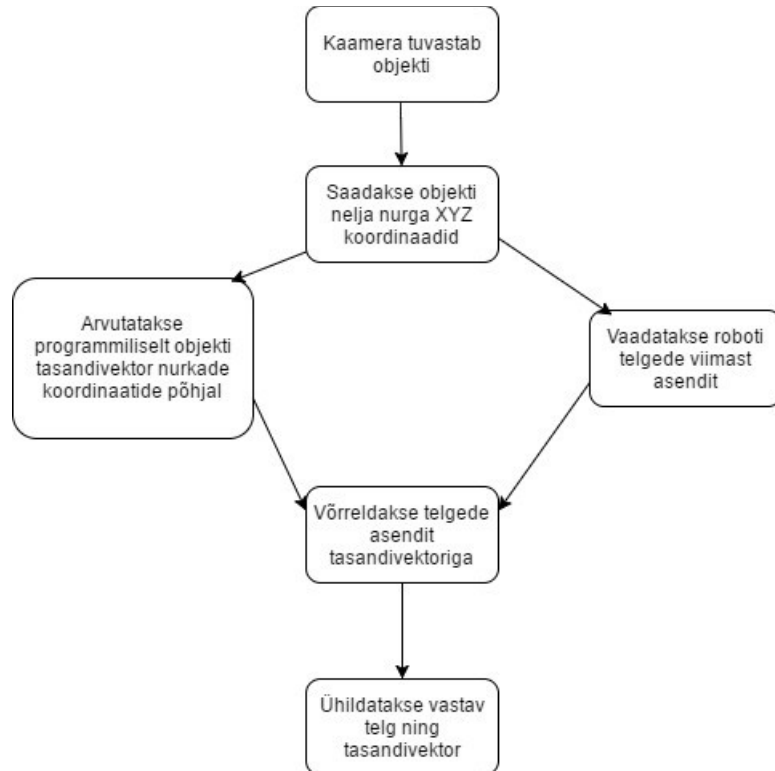 Kaamera tuvastab
objekti
Saadakse objekti
nelja nurga XYZ
koordinaadid
Arvutatakse
programmiliselt objekti
tasandivektor nurkade
koordinaatide põhjal
Vaadatakse roboti
telgede viimast
asendit
Võrreldakse telgede
asendit
tasandivektoriga
Ühildatakse vastav
telg ning
tasandivektor